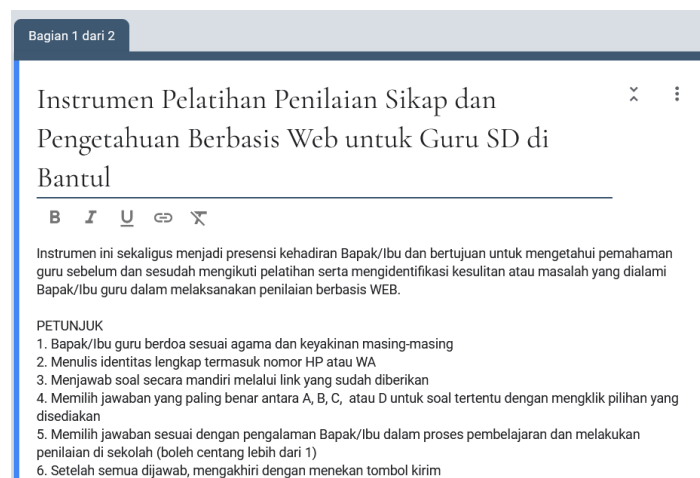 Bagian 1 dari 2
Instrumen Pelatihan Penilaian Sikap dan
Pengetahuan Berbasis Web untuk Guru SD di
Bantul
B I U
Instrumen ini sekaligus menjadi presensi kehadiran Bapak/Ibu dan bertujuan untuk mengetahui pemahaman
guru sebelum dan sesudah mengikuti pelatihan serta mengidentifikasi kesulitan atau masalah yang dialami
Bapak/Ibu guru dalam melaksanakan penilaian berbasis WEB.
PETUNJUK
1. Bapak/Ibu guru berdoa sesuai agama dan keyakinan masing-masing
2. Menulis identitas lengkap termasuk nomor HP atau WA
3. Menjawab soal secara mandiri melalui link yang sudah diberikan
4. Memilih jawaban yang paling benar antara A, B, C,  atau D untuk soal tertentu dengan mengklik pilihan yang
disediakan
5. Memilih jawaban sesuai dengan pengalaman Bapak/Ibu dalam proses pembelajaran dan melakukan
penilaian di sekolah (boleh centang lebih dari 1)
6. Setelah semua dijawab, mengakhiri dengan menekan tombol kirim